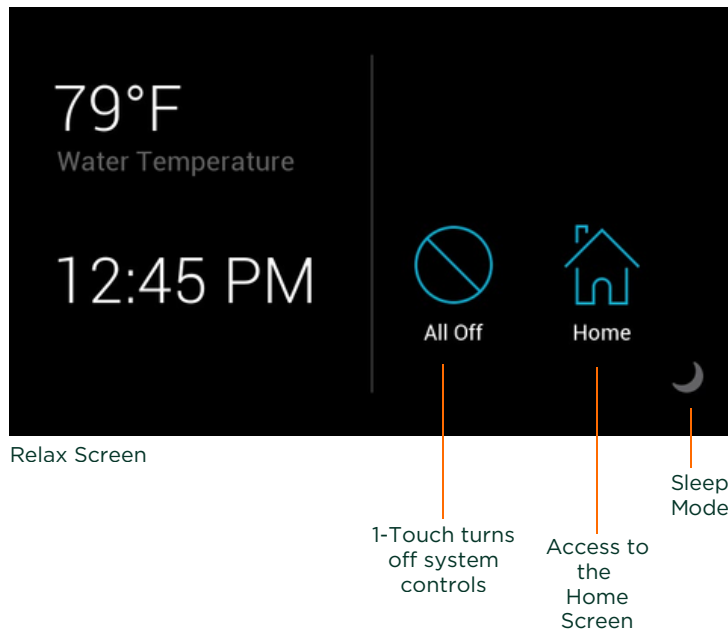 79°F
Water Temperature
12:45 PM
All Off
Home
Relax Screen
Sleep
Mode
1-Touch turns
off system
controls
Access to
the
Home
Screen